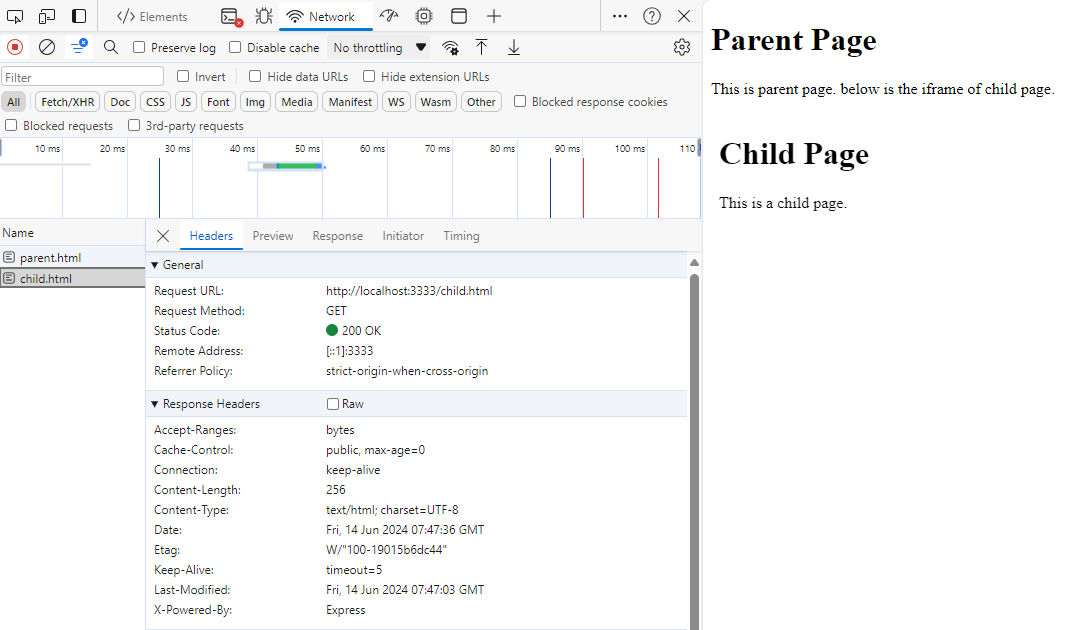 Elements Network
Preserve log Disable cache No throttling
Filter Invert Hide data URLs Hide extension URLs
All Fetch/XHR Doc CSS JS Font Img Media Manifest WS Wasm Other Blocked response cookies
Blocked requests 3rd-party requests
10 ms 20 ms 30 ms 40 ms 50 ms 60 ms 70 ms 80 ms 90 ms 100 ms 110
Name
parent.html
child.html
Headers Preview Response Initiator Timing
General
Request URL: http://localhost:3333/child.html
Request Method: GET
Status Code: 200 OK
Remote Address: [::1]:3333
Referrer Policy: strict-origin-when-cross-origin
Response Headers Raw
Accept-Ranges: bytes
Cache-Control: public, max-age=0
Connection: keep-alive
Content-Length: 256
Content-Type: text/html; charset=UTF-8
Date: Fri, 14 Jun 2024 07:47:36 GMT
Etag: W/"100-19015b6dc44"
Keep-Alive: timeout=5
Last-Modified: Fri, 14 Jun 2024 07:47:03 GMT
X-Powered-By: Express
Parent Page
This is parent page. below is the iframe of child page.
Child Page
This is a child page.